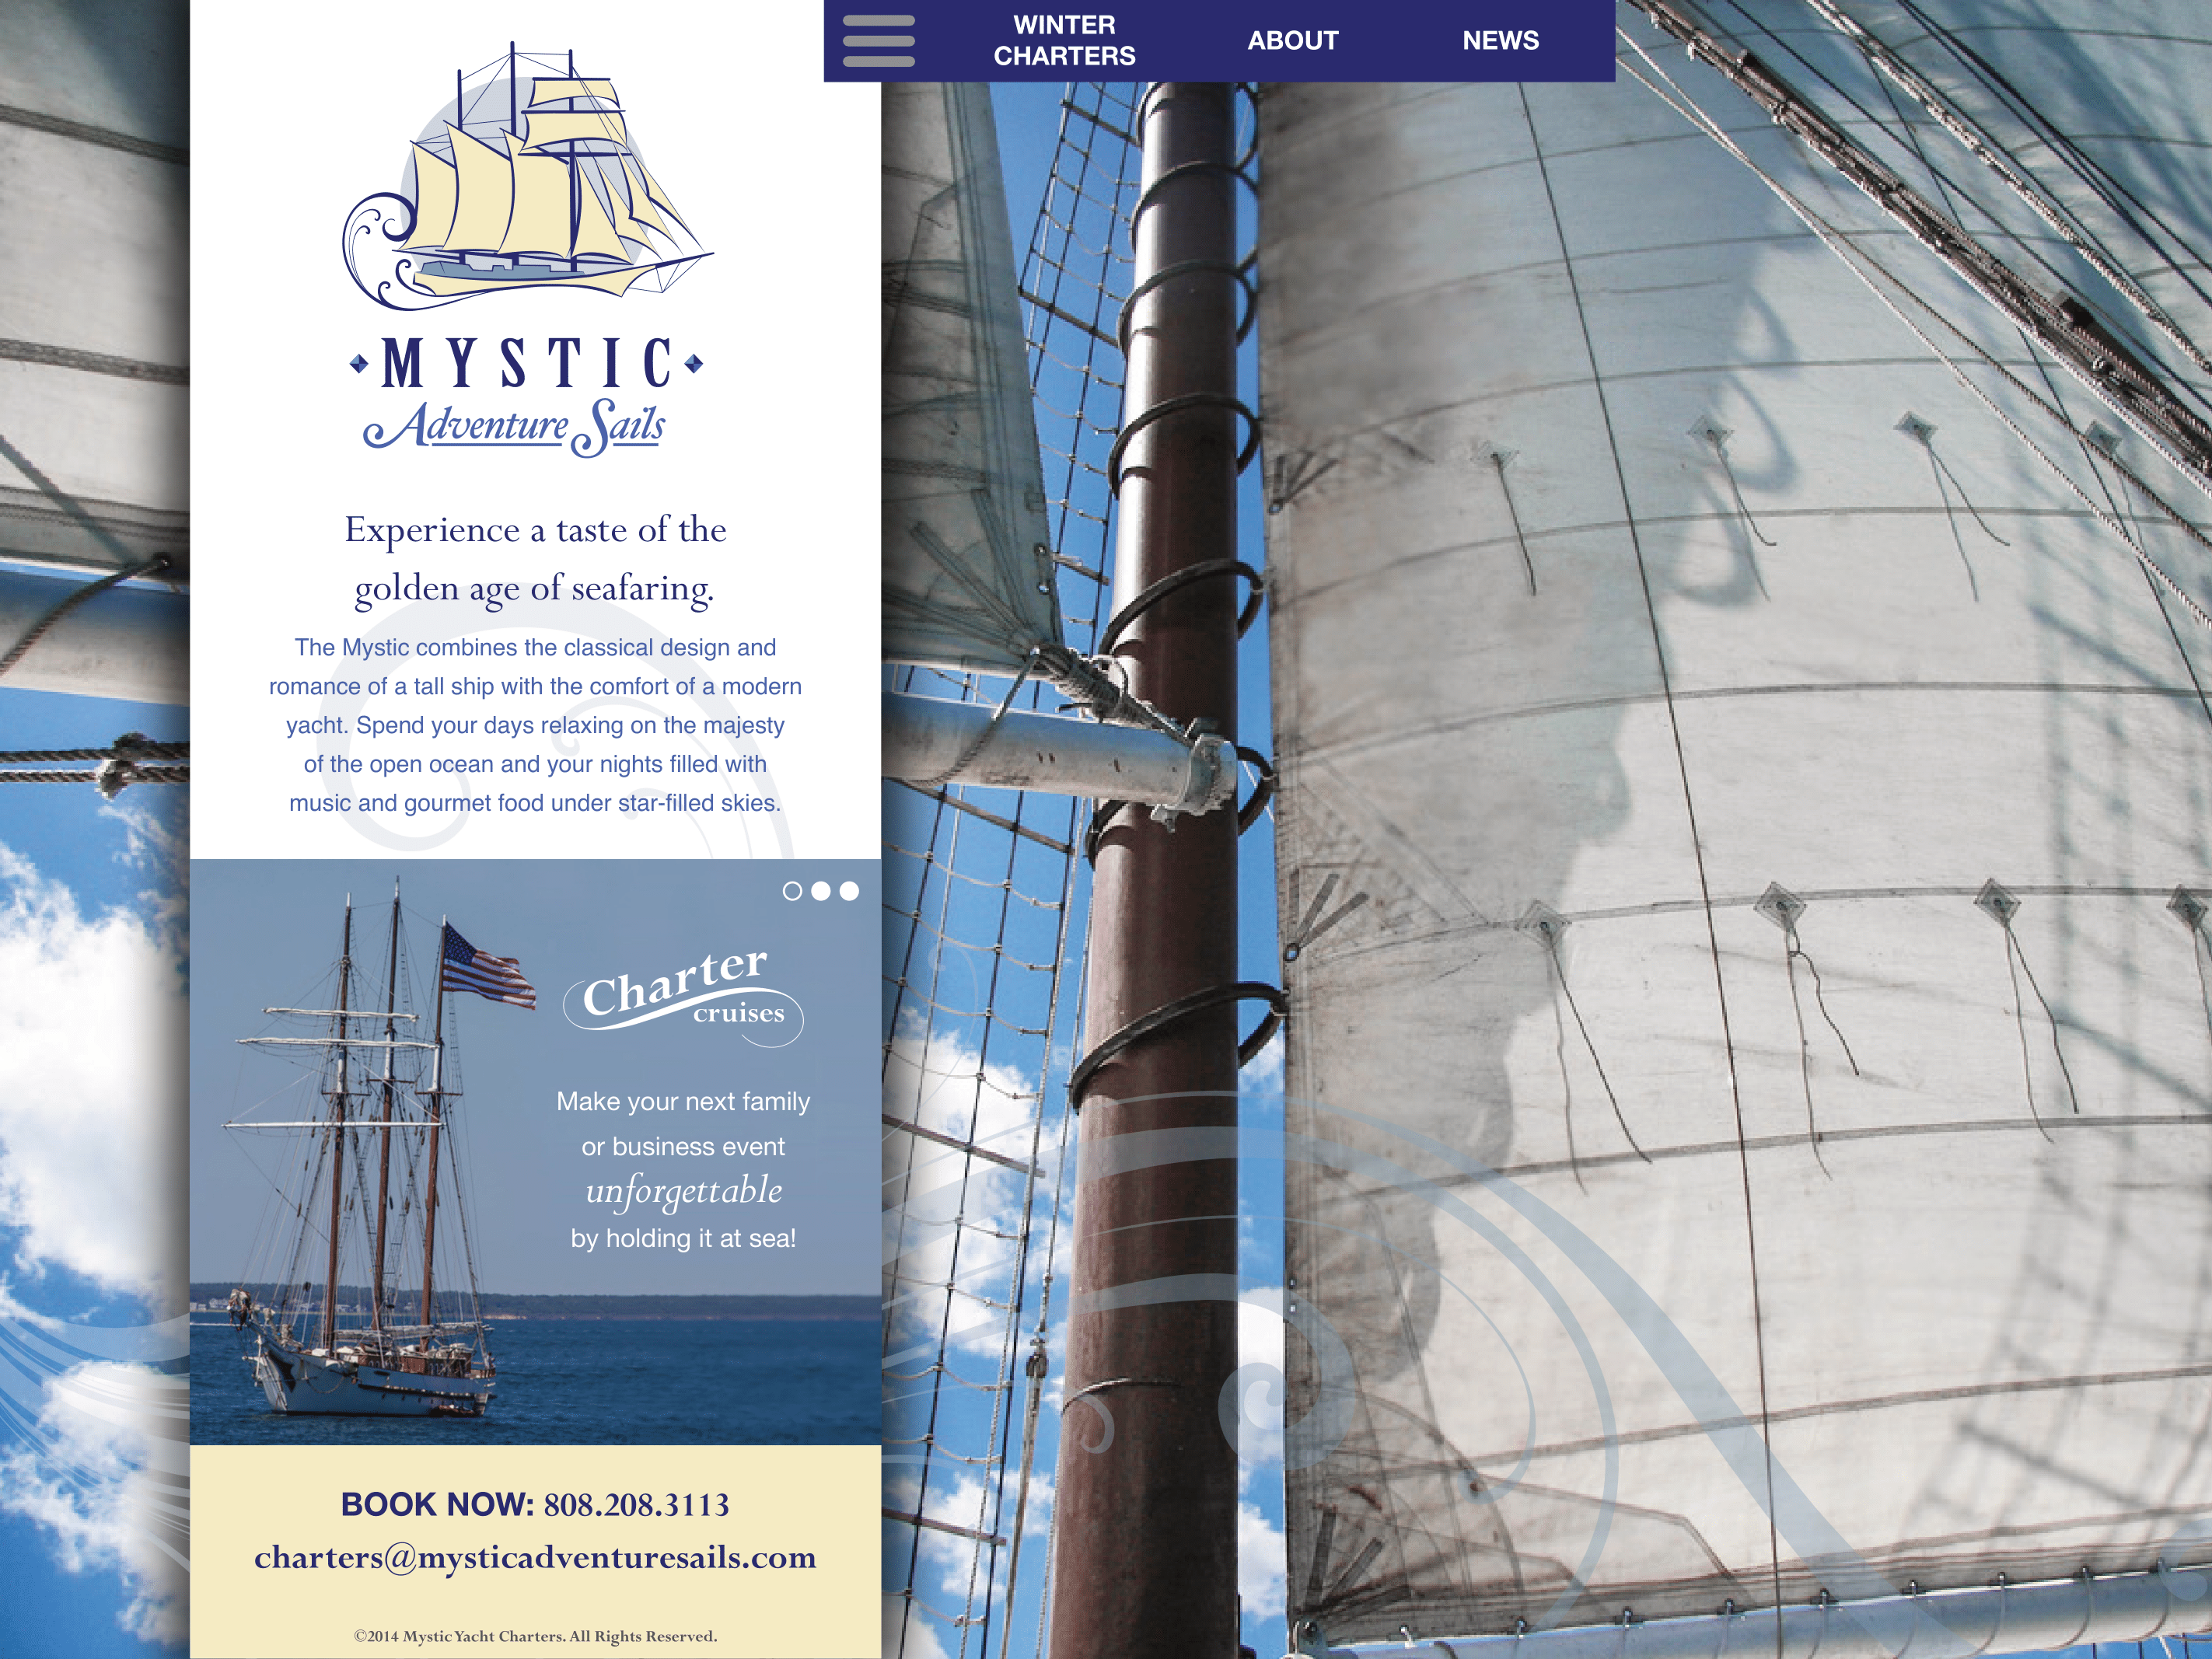 WINTER
CHARTERS
ABOUT
NEWS
MYSTIC
Adventure Sails
Experience a taste of the
golden age of seafaring.
The Mystic combines the classical design and
romance of a tall ship with the comfort of a modern
yacht. Spend your days relaxing on the majesty
of the open ocean and your nights filled with
music and gourmet food under star-filled skies.
Charter
cruises
Make your next family
or business event
unforgettable
by holding it at sea!
BOOK NOW: 808.208.3113
charters@mysticadventuresails.com
©2014 Mystic Yacht Charters. All Rights Reserved.